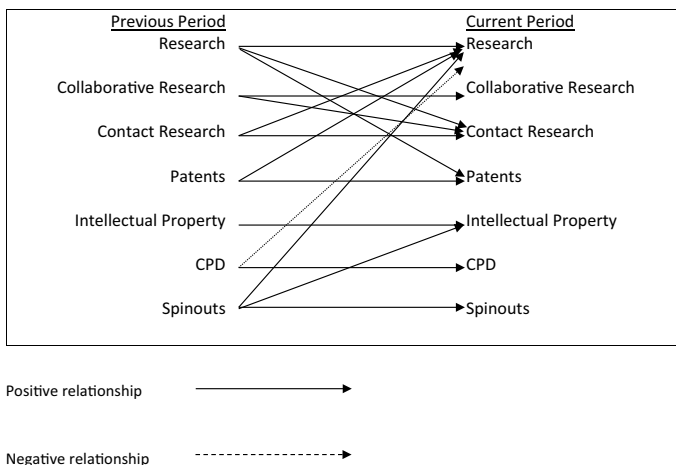 Previous Period Current Period
Research Research
Collaborative Research Collaborative Research
Contact Research Contact Research
Patents Patents
Intellectual Property Intellectual Property
CPD CPD
Spinouts Spinouts
Positive relationship
Negative relationship